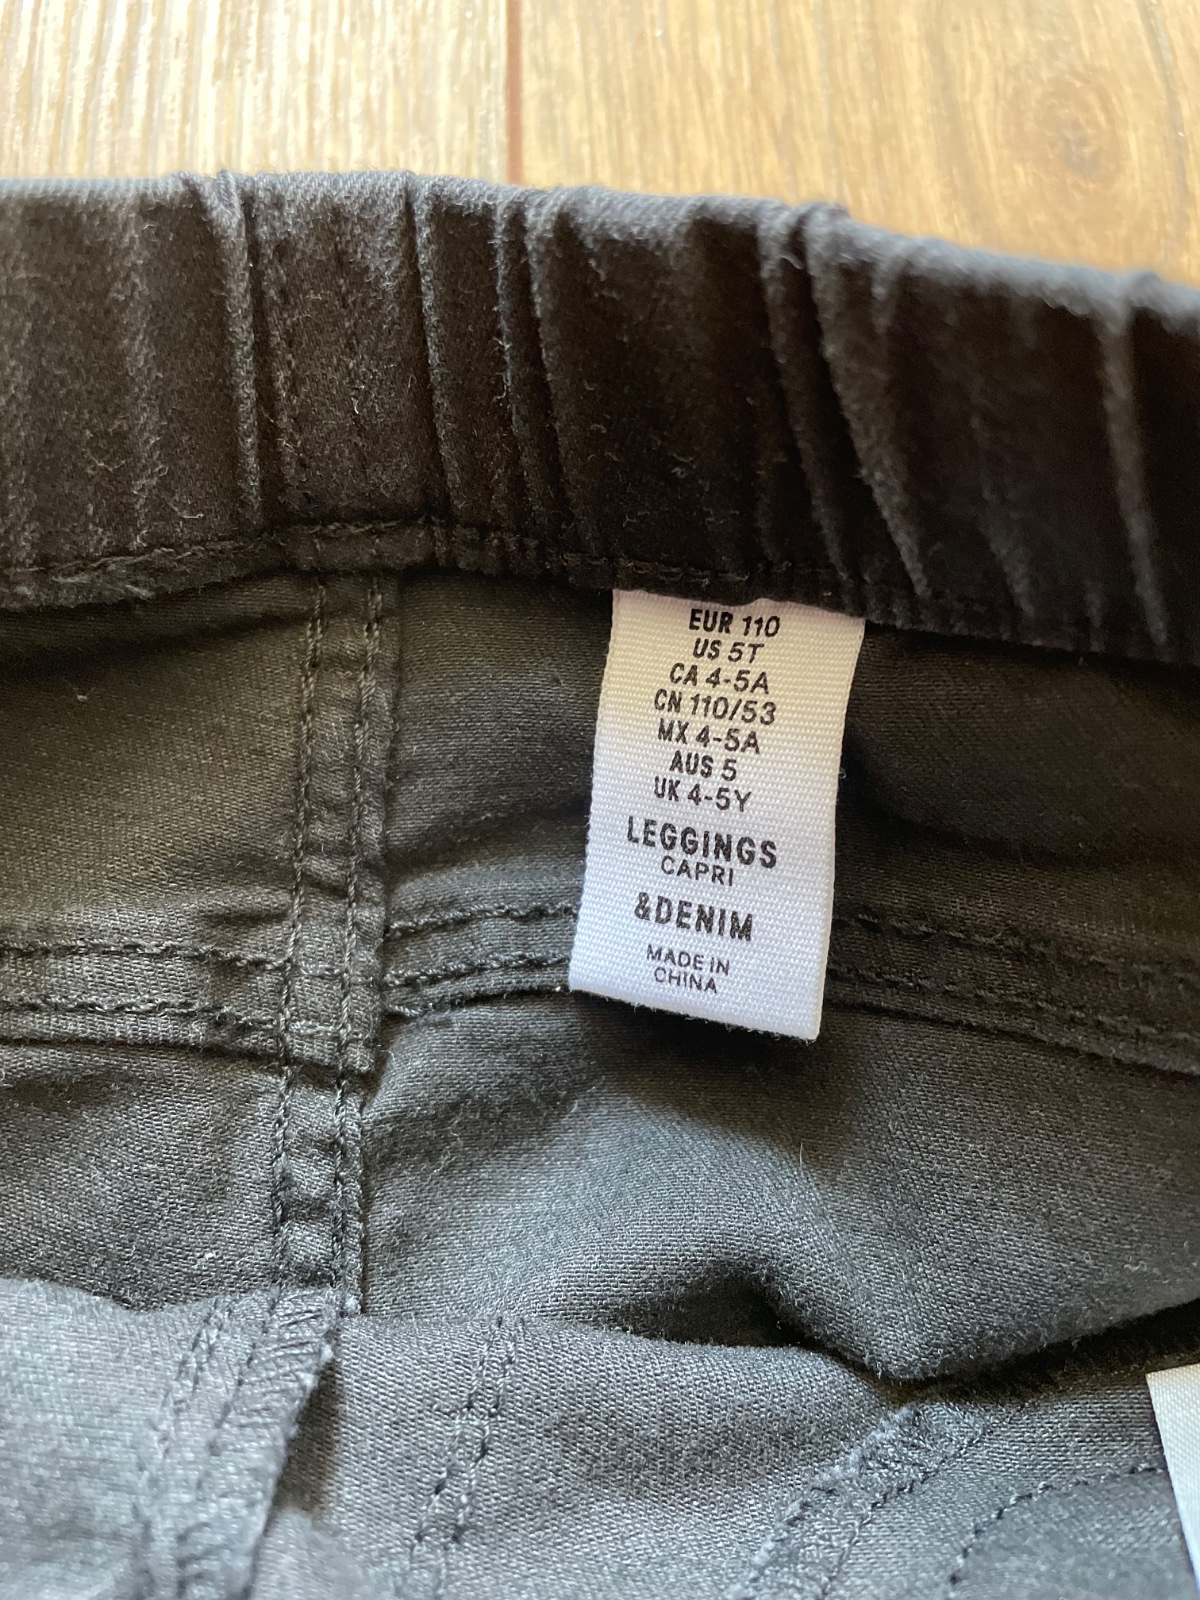 EUR 110
US 5T
CA 4-5A
CN 110/53
MX 4-5A
AUS 5
UK 4-5Y
LEGGINGS
CAPRI
&DENIM
MADE IN
CHINA